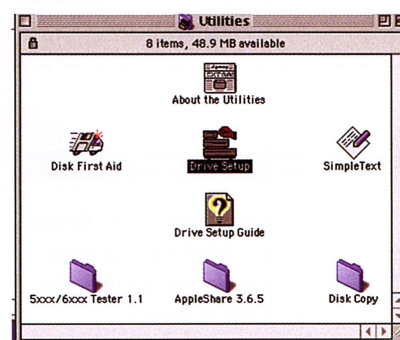 Utilities
8 items, 48.9 MB available
About the Utilities
Disk First Aid
Drive Setup
SimpleText
Drive Setup Guide
5xxx/6xxx Tester 1.1
AppleShare 3.6.5
Disk Copy